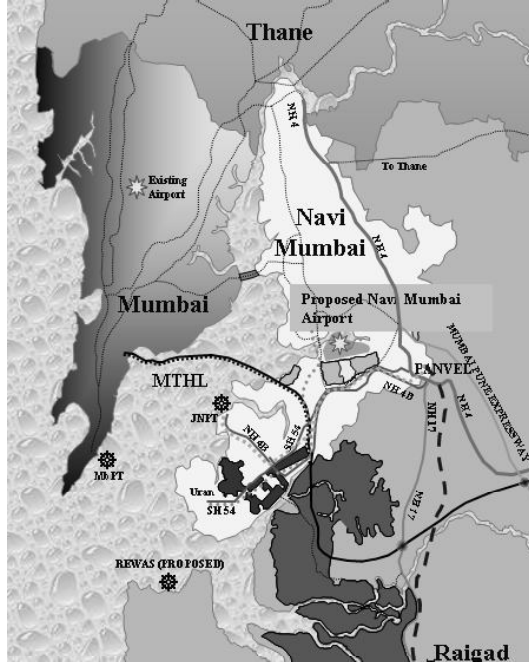 Thane
NH 4
To Thane
Existing
Airport
Navi
Mumbai
NH 4
Mumbai
Proposed Navi Mumbai
Airport
MUMBAI PUNE EXPRESSWAY
MTHL
PANVEL
NH 4B
NH17
NH 4
JNPT
SH 54
NH 4B
MbPT
Uran
SH 54
NH 17
REWAS (PROPOSED)
Raigad